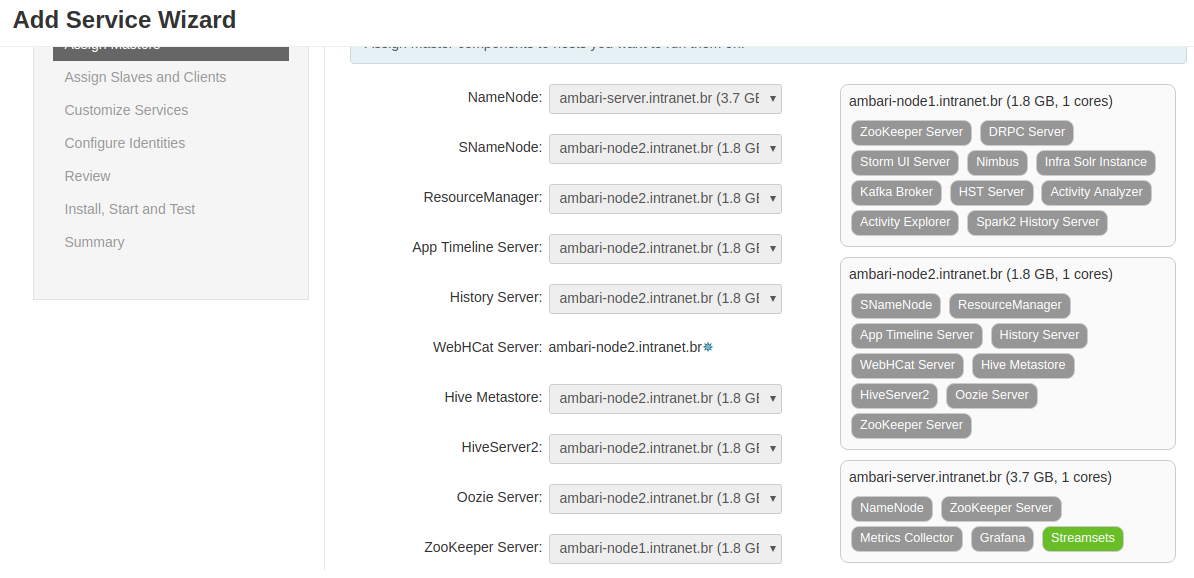 Add Service Wizard
Assign Masters
Assign Slaves and Clients
Customize Services
Configure Identities
Review
Install, Start and Test
Summary
Assign master components to hosts you want to run them on.
NameNode: ambari-server.intranet.br (3.7 GE
SNameNode: ambari-node2.intranet.br (1.8 GE
ResourceManager: ambari-node2.intranet.br (1.8 GE
App Timeline Server: ambari-node2.intranet.br (1.8 GE
History Server: ambari-node2.intranet.br (1.8 GE
WebHCat Server: ambari-node2.intranet.br
Hive Metastore: ambari-node2.intranet.br (1.8 GE
HiveServer2: ambari-node2.intranet.br (1.8 GE
Oozie Server: ambari-node2.intranet.br (1.8 GE
ZooKeeper Server: ambari-node1.intranet.br (1.8 GE
ambari-node1.intranet.br (1.8 GB, 1 cores)
ZooKeeper Server DRPC Server
Storm UI Server Nimbus Infra Solr Instance
Kafka Broker HST Server Activity Analyzer
Activity Explorer Spark2 History Server
ambari-node2.intranet.br (1.8 GB, 1 cores)
SNameNode ResourceManager
App Timeline Server History Server
WebHCat Server Hive Metastore
HiveServer2 Oozie Server
ZooKeeper Server
ambari-server.intranet.br (3.7 GB, 1 cores)
NameNode ZooKeeper Server
Metrics Collector Grafana Streamsets